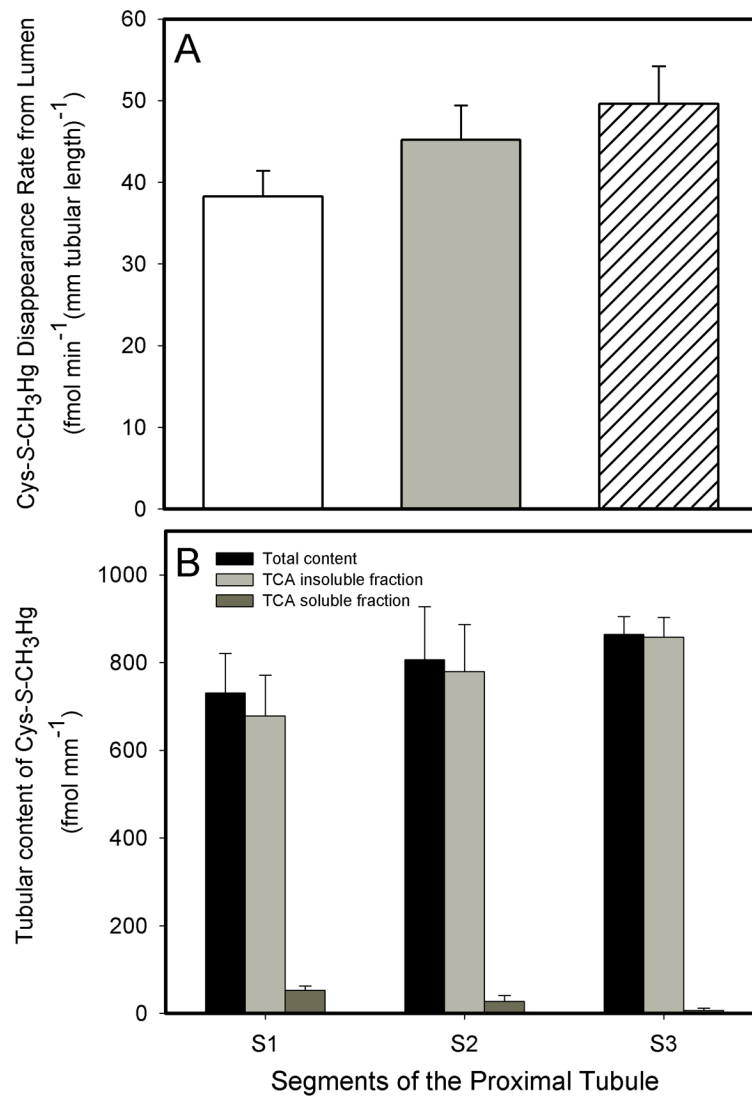 A
Cys-S-CH₃Hg Disappearance Rate from Lumen
(fmol min⁻¹ (mm tubular length)⁻¹)
60
50
40
30
20
10
0
B
Total content
TCA insoluble fraction
TCA soluble fraction
Tubular content of Cys-S-CH₃Hg
(fmol mm⁻¹)
1000
800
600
400
200
0
S1 S2 S3
Segments of the Proximal Tubule